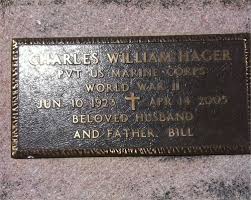 CHARLES WILLIAM HAGER
PVT US MARINE CORPS
WORLD WAR II
JUN 10 1923 ✝ APR 14 2005
BELOVED HUSBAND
AND FATHER, BILL